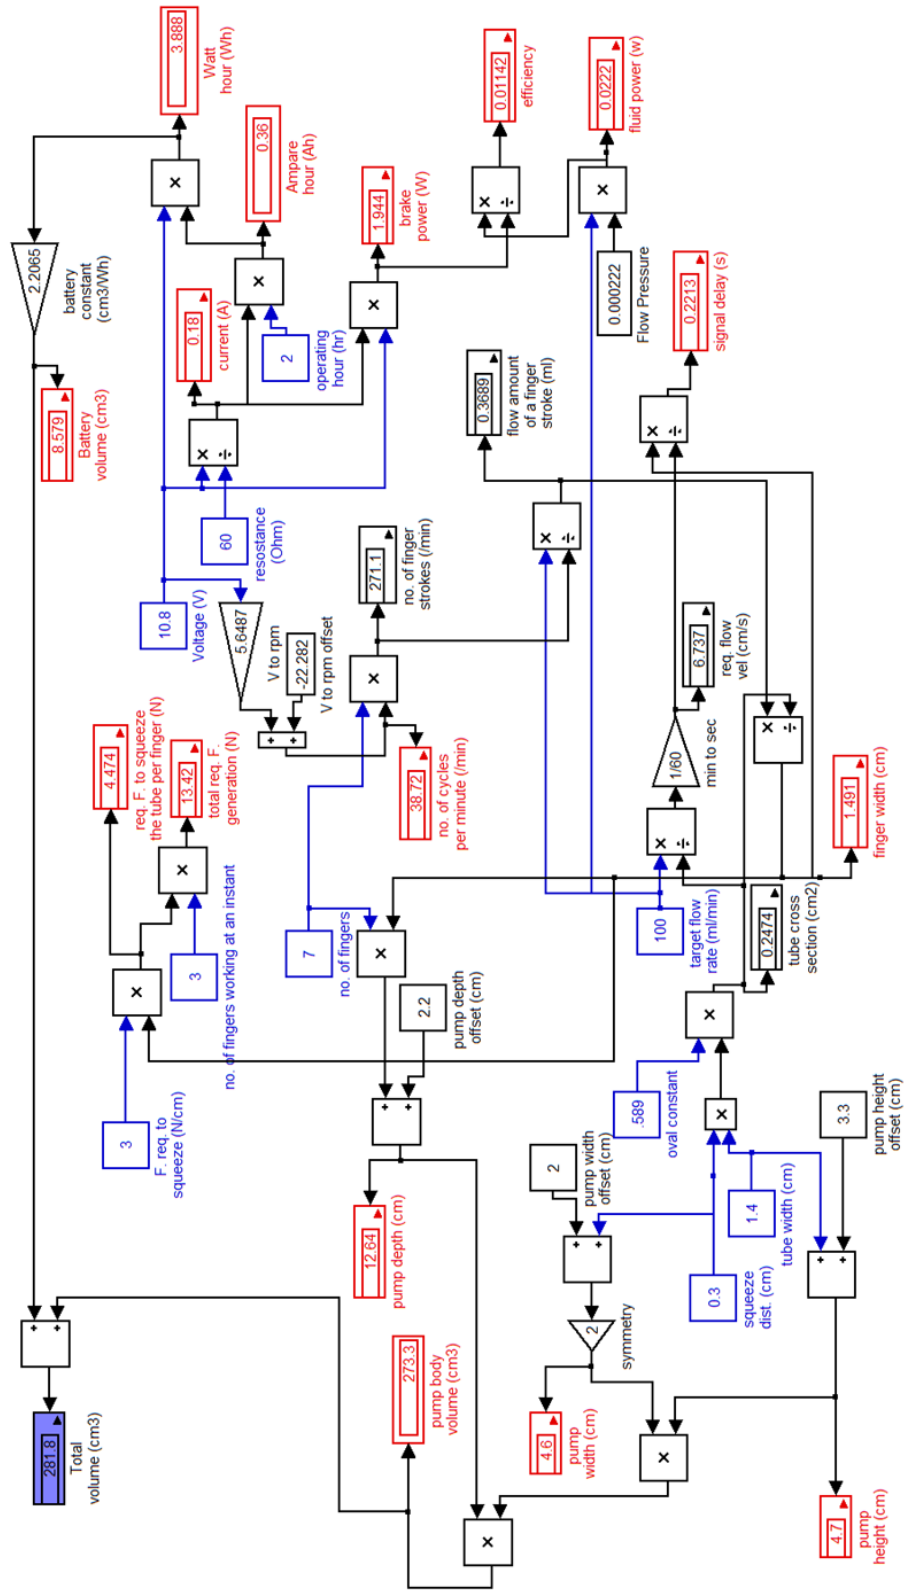 281.8
Total
volume (cm3)
8.579
Battery
volume (cm3)
2.2065
battery
constant
(cm3/Wh)
3
F. req. to
squeeze (N/cm)
4.474
req. F. to squeeze
the tube per finger (N)
3
no. of fingers working at an instant
13.42
total req. F.
generation (N)
10.8
Voltage (V)
60
resostance
(Ohm)
0.18
current (A)
3.888
Watt
hour (Wh)
2
operating
hour (hr)
0.36
Ampare
hour (Ah)
5.6487
V to rpm
-22.282
V to rpm offset
7
no. of fingers
12.64
pump depth (cm)
2.2
pump depth
offset (cm)
38.72
no. of cycles
per minute (/min)
271.1
no. of finger
strokes (/min)
1.944
brake
power (W)
273.3
pump body
volume (cm3)
0.3689
flow amount
of a finger
stroke (ml)
0.01142
efficiency
4.6
pump
width (cm)
2
symmetry
2
pump width
offset (cm)
0.000222
Flow Pressure
0.0222
fluid power (w)
.589
oval constant
100
target flow
rate (ml/min)
1/60
min to sec
6.737
req. flow
vel (cm/s)
0.2213
signal delay (s)
0.3
squeeze
dist. (cm)
1.4
tube width (cm)
0.2474
tube cross
section (cm2)
4.7
pump
height (cm)
3.3
pump height
offset (cm)
1.491
finger width (cm)